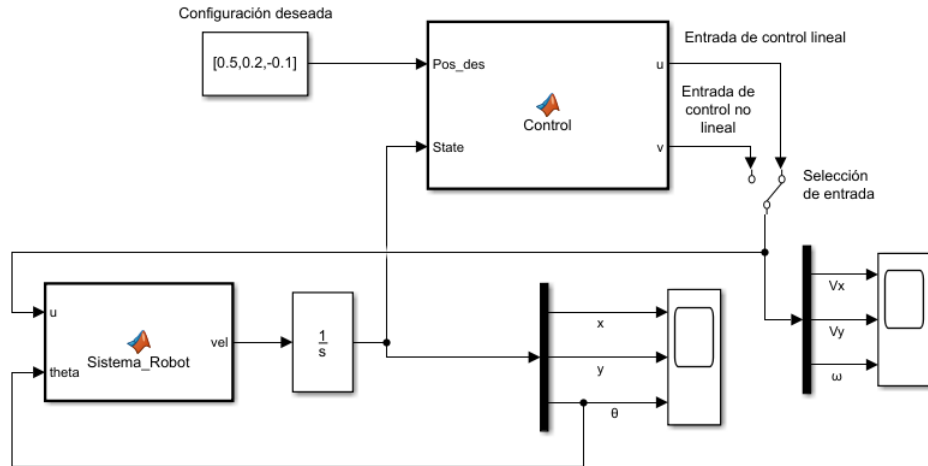 Configuración deseada
[0.5,0.2,-0.1]
Pos_des
State
Control
u
v
Entrada de control lineal
Entrada de
control no
lineal
Selección
de entrada
u
theta
Sistema_Robot
vel
1
s
x
y
θ
Vx
Vy
ω